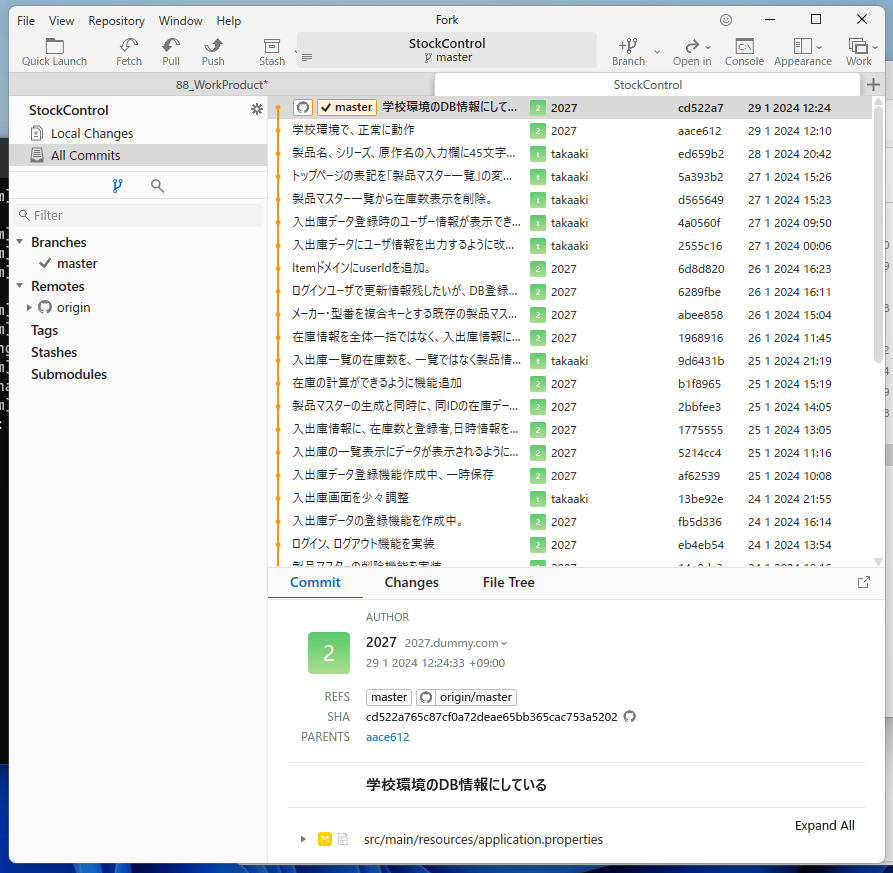 File View Repository Window Help Fork
Quick Launch Fetch Pull Push Stash StockControl master Branch Open in Console Appearance Work
88_WorkProduct* StockControl
StockControl
Local Changes
All Commits
Filter
Branches
master
Remotes
origin
Tags
Stashes
Submodules
master 学校環境のDB情報にして... 2 2027 cd522a7 29 1 2024 12:24
学校環境で、正常に動作 2 2027 aace612 29 1 2024 12:10
製品名、シリーズ、原作名の入力欄に45文字... t takaaki ed659b2 28 1 2024 20:42
トップページの表記を「製品マスター一覧」の変... t takaaki 5a393b2 27 1 2024 15:26
製品マスター一覧から在庫数表示を削除。 t takaaki d565649 27 1 2024 15:23
入出庫データ登録時のユーザー情報が表示でき... t takaaki 4a0560f 27 1 2024 09:50
入出庫データにユーザ情報を出力するように改... t takaaki 2555c16 27 1 2024 00:06
ItemドメインにuserIdを追加。 2 2027 6d8d820 26 1 2024 16:23
ログインユーザで更新情報残したいが、DB登録... 2 2027 6289fbe 26 1 2024 16:11
メーカー・型番を複合キーとする既存の製品マス... 2 2027 abee858 26 1 2024 15:04
在庫情報を全体一括ではなく、入出庫情報に... 2 2027 1968916 26 1 2024 11:45
入出庫一覧の在庫数を、一覧ではなく製品情... t takaaki 9d6431b 25 1 2024 21:19
在庫の計算ができるように機能追加 2 2027 b1f8965 25 1 2024 15:19
製品マスターの生成と同時に、同IDの在庫デー... 2 2027 2bbfee3 25 1 2024 14:05
入出庫情報に、在庫数と登録者,日時情報を... 2 2027 1775555 25 1 2024 13:05
入出庫の一覧表示にデータが表示されるように... 2 2027 5214cc4 25 1 2024 11:16
入出庫データ登録機能作成中、一時保存 2 2027 af62539 25 1 2024 10:08
入出庫画面を少々調整 t takaaki 13be92e 24 1 2024 21:55
入出庫データの登録機能を作成中。 2 2027 fb5d336 24 1 2024 16:14
ログイン、ログアウト機能を実装 2 2027 eb4eb54 24 1 2024 13:54
Commit Changes File Tree
AUTHOR
2 2027 2027.dummy.com
29 1 2024 12:24:33 +09:00
REFS master origin/master
SHA cd522a765c87cf0a72deae65bb365cac753a5202
PARENTS aace612
学校環境のDB情報にしている
Expand All
M src/main/resources/application.properties